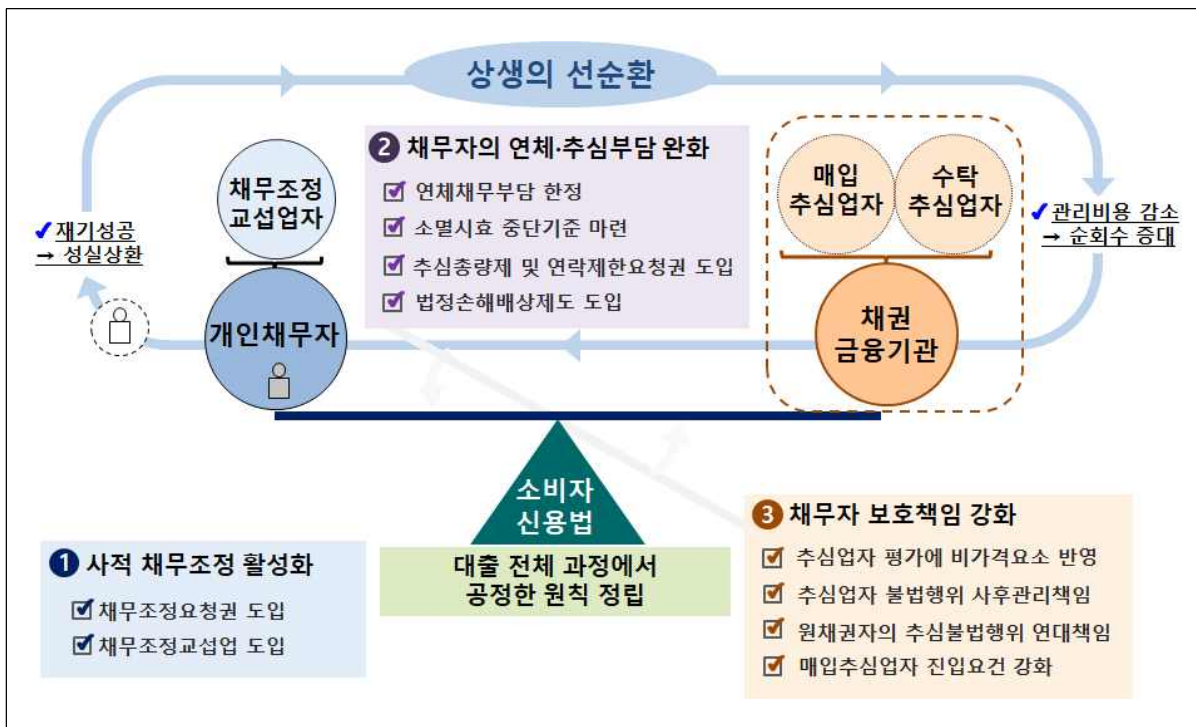 상생의 선순환
❷ 채무자의 연체·추심부담 완화
☑ 연체채무부담 한정
☑ 소멸시효 중단기준 마련
☑ 추심총량제 및 연락제한요청권 도입
☑ 법정손해배상제도 도입
채무조정
교섭업자
개인채무자
✔재기성공
→ 성실상환
매입
추심업자
수탁
추심업자
채권
금융기관
✔관리비용 감소
→ 순회수 증대
소비자
신용법
대출 전체 과정에서
공정한 원칙 정립
❶ 사적 채무조정 활성화
☑ 채무조정요청권 도입
☑ 채무조정교섭업 도입
❸ 채무자 보호책임 강화
☑ 추심업자 평가에 비가격요소 반영
☑ 추심업자 불법행위 사후관리책임
☑ 원채권자의 추심불법행위 연대책임
☑ 매입추심업자 진입요건 강화